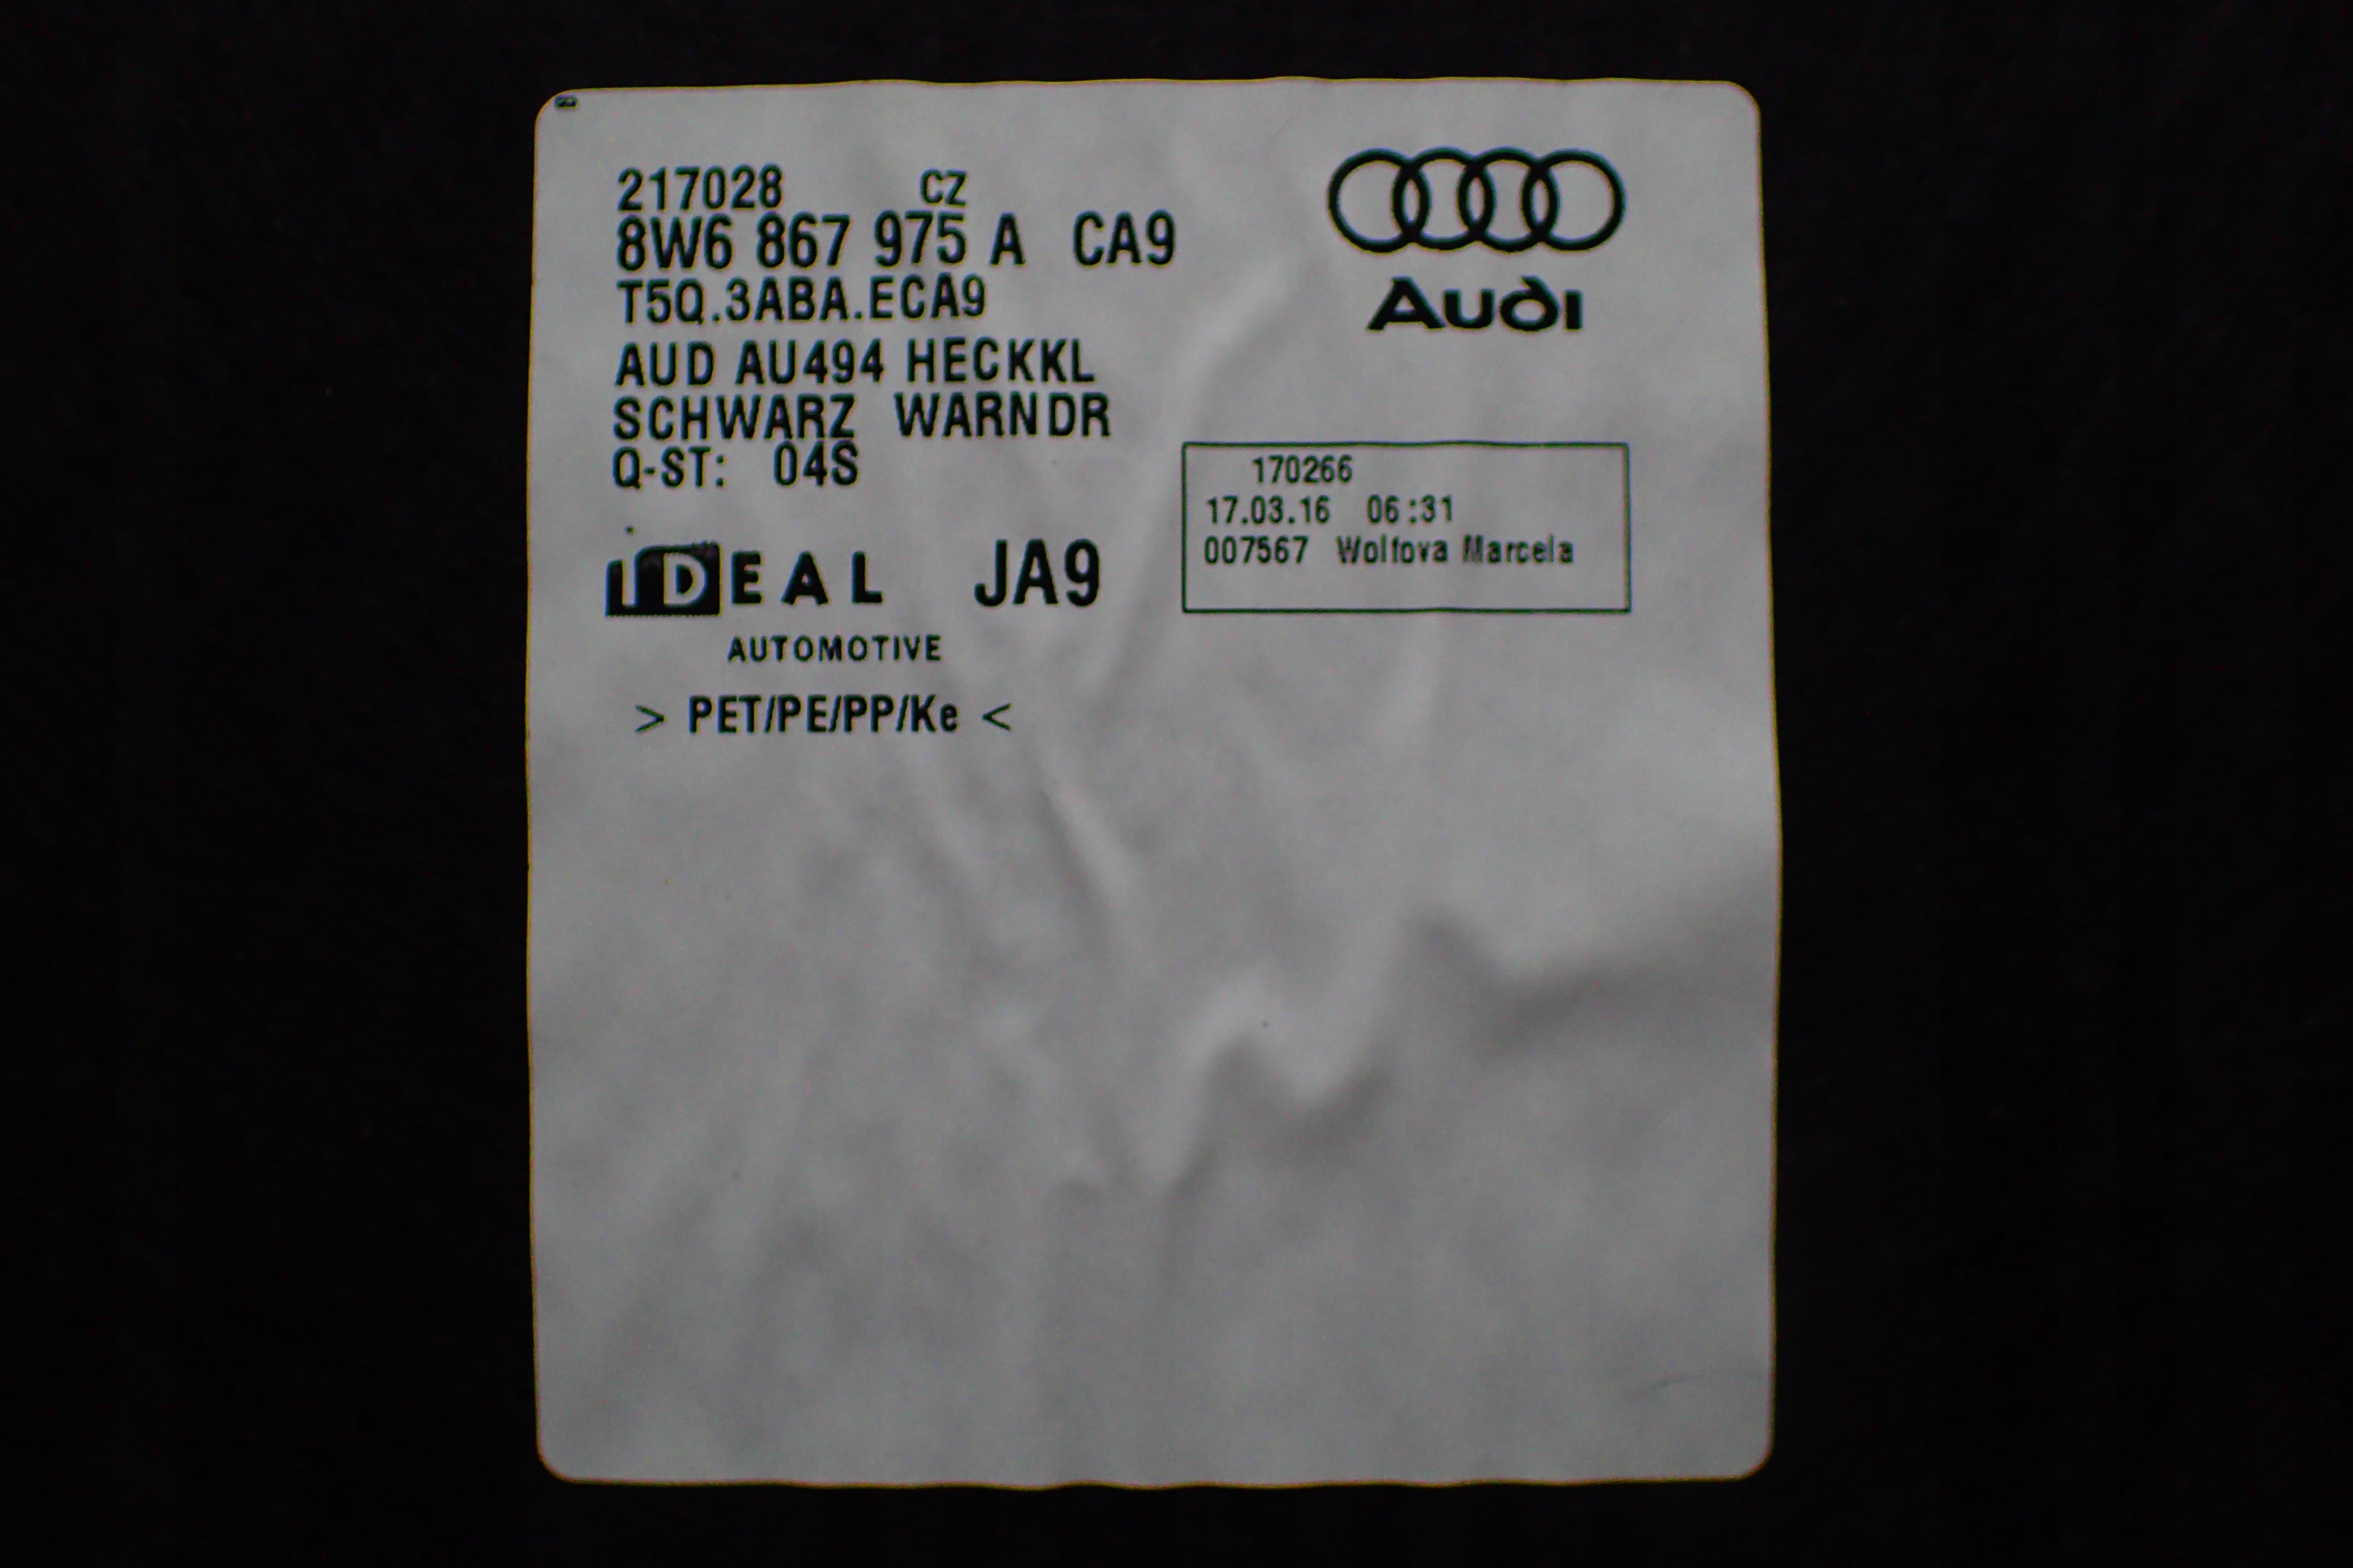 217028 CZ
8W6 867 975 A CA9
T5Q.3ABA.ECA9
AUD AU494 HECKKL
SCHWARZ WARNDR
Q-ST: 04S
IDEAL JA9
AUTOMOTIVE
> PET/PE/PP/Ke <
Audi
170266
17.03.16 06:31
007567 Wolfova Marcela